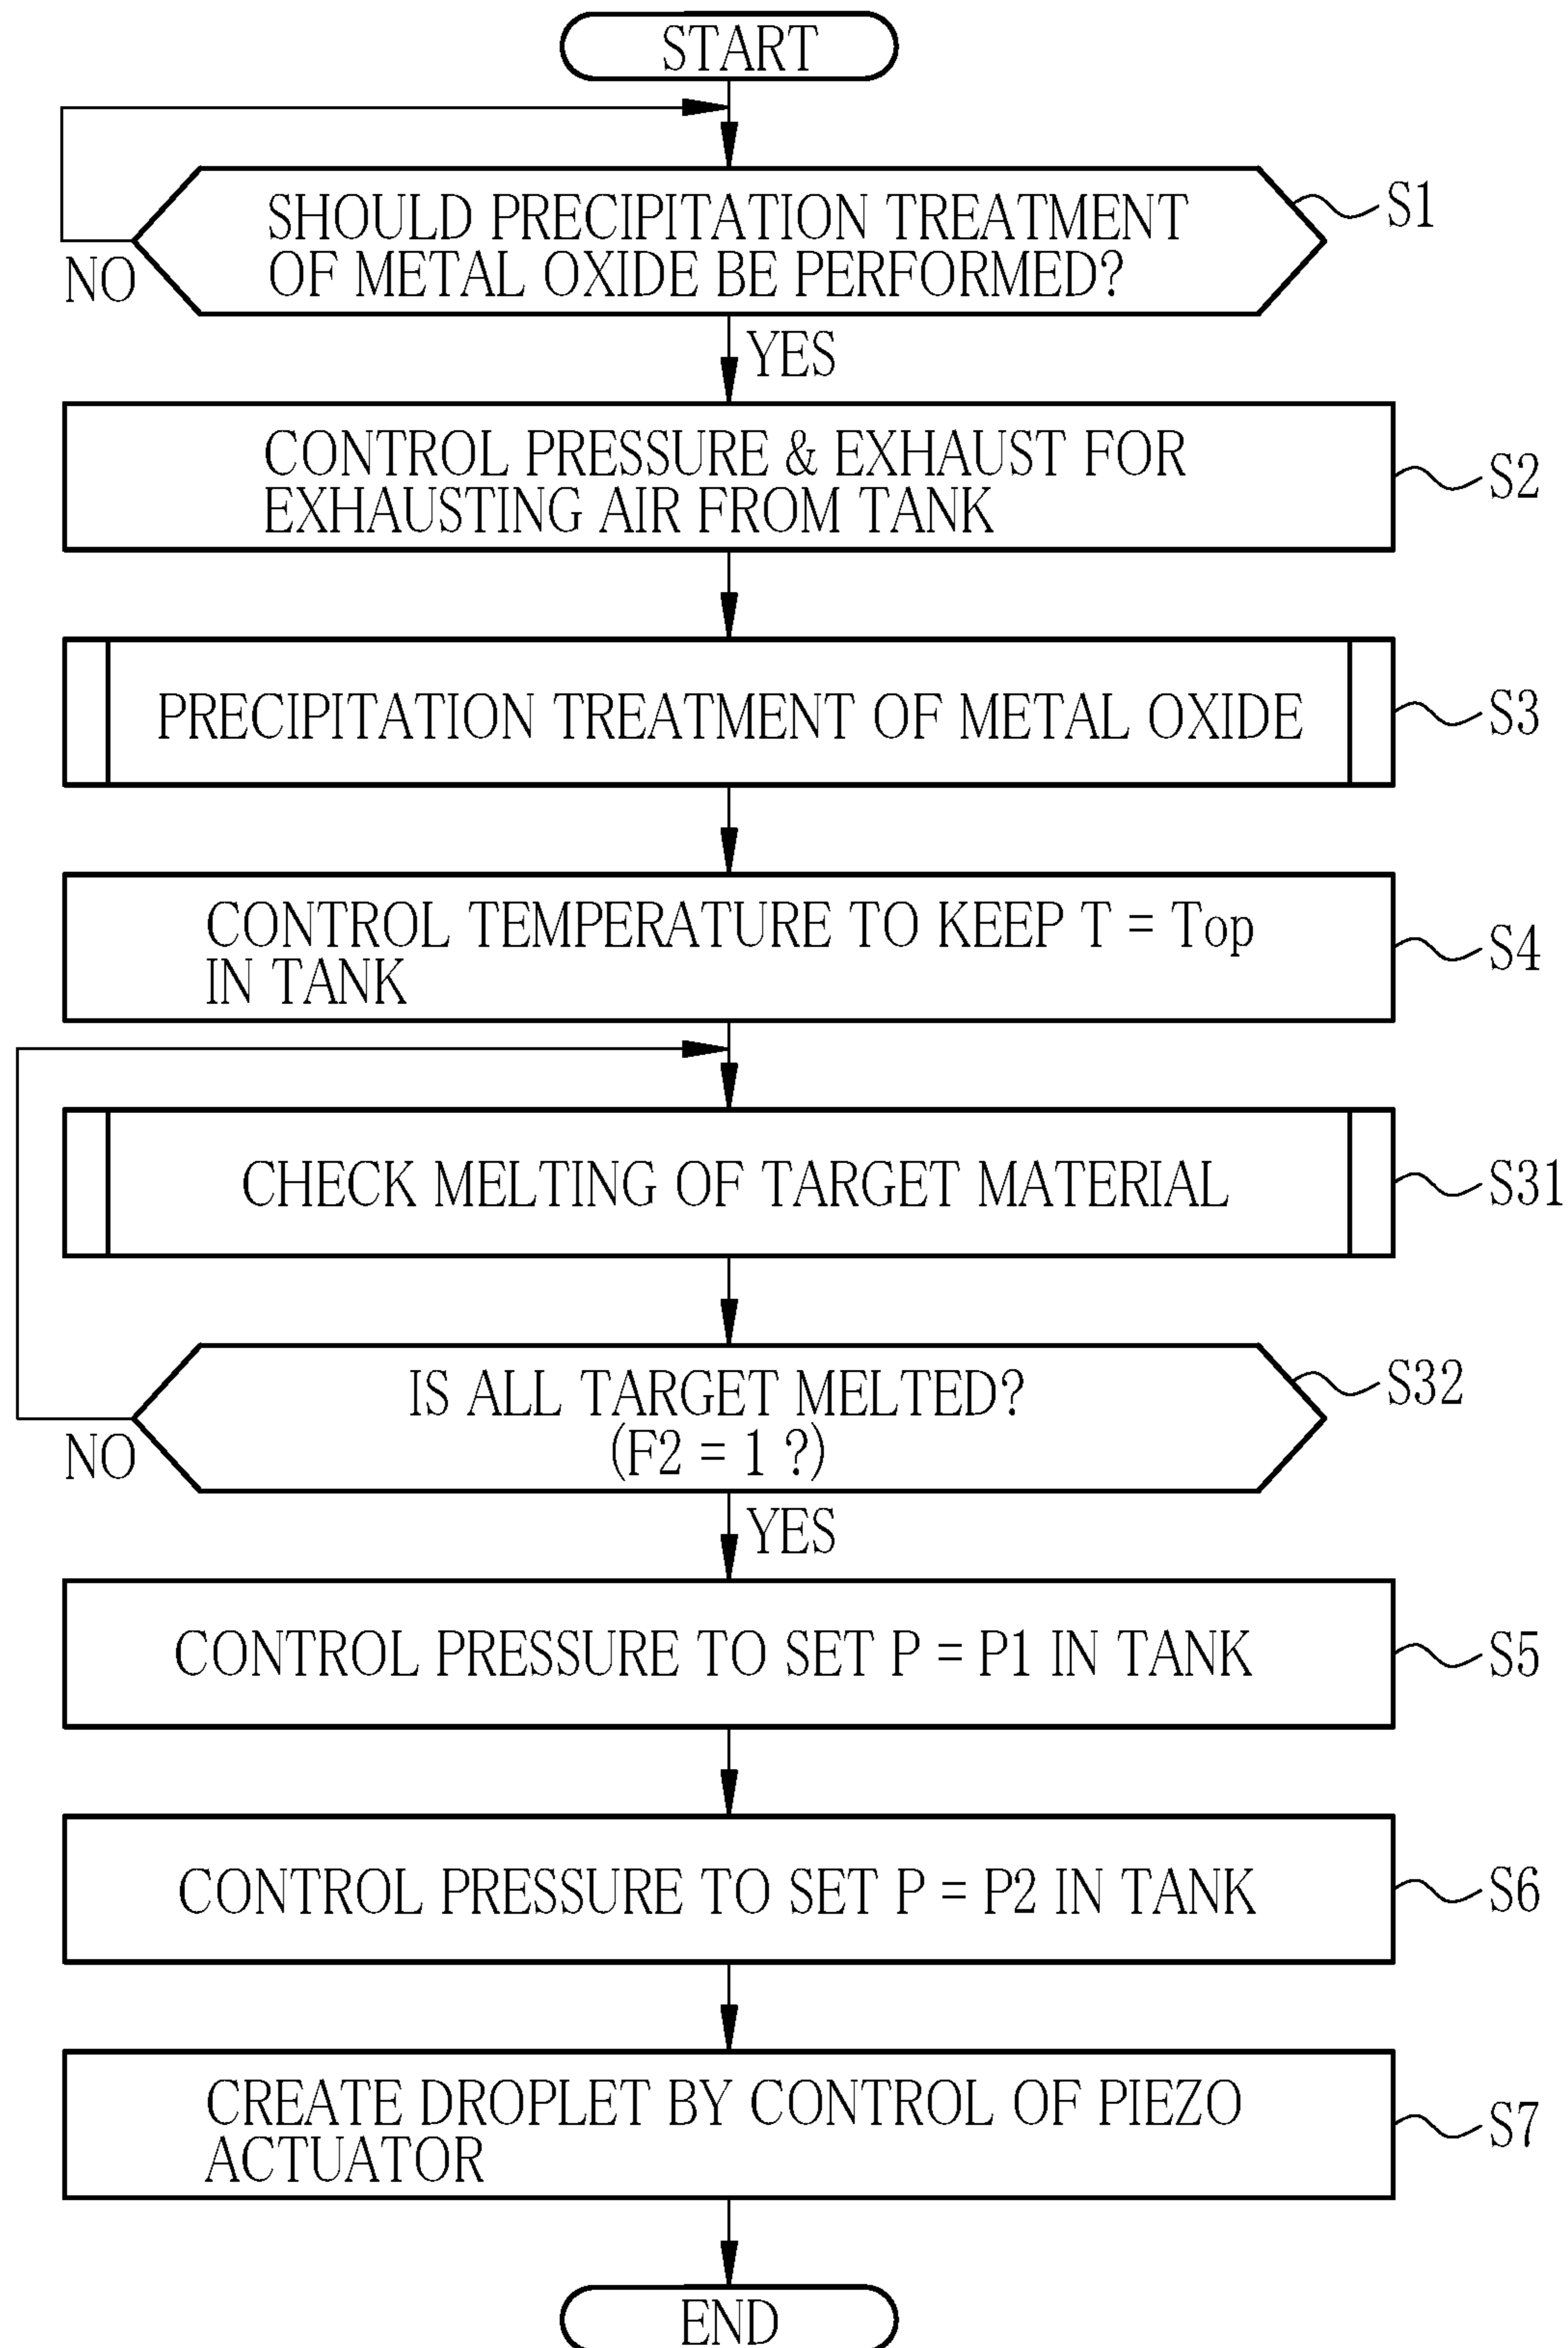 START
SHOULD PRECIPITATION TREATMENT
OF METAL OXIDE BE PERFORMED?
S1
NO
YES
CONTROL PRESSURE & EXHAUST FOR
EXHAUSTING AIR FROM TANK
S2
PRECIPITATION TREATMENT OF METAL OXIDE
S3
CONTROL TEMPERATURE TO KEEP T = Top
IN TANK
S4
CHECK MELTING OF TARGET MATERIAL
S31
IS ALL TARGET MELTED?
(F2 = 1 ?)
S32
NO
YES
CONTROL PRESSURE TO SET P = P1 IN TANK
S5
CONTROL PRESSURE TO SET P = P2 IN TANK
S6
CREATE DROPLET BY CONTROL OF PIEZO
ACTUATOR
S7
END